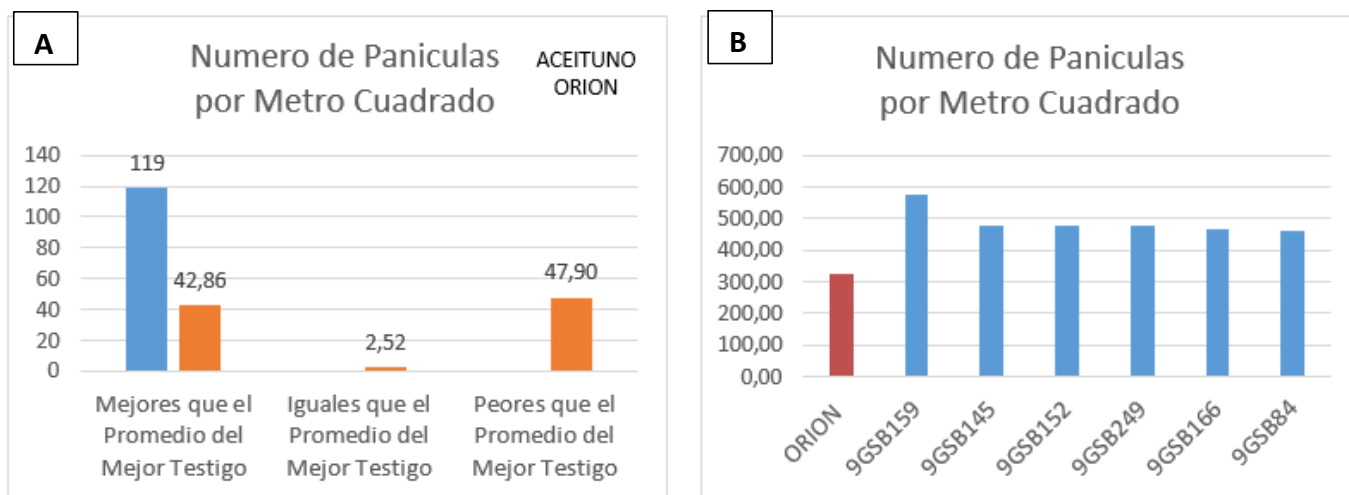 A
Numero de Paniculas
por Metro Cuadrado
ACEITUNO
ORION
140
120
100
80
60
40
20
0
119
42,86
2,52
47,90
Mejores que el
Promedio del
Mejor Testigo
Iguales que el
Promedio del
Mejor Testigo
Peores que el
Promedio del
Mejor Testigo
B
Numero de Paniculas
por Metro Cuadrado
700,00
600,00
500,00
400,00
300,00
200,00
100,00
0,00
ORION
9GSB159
9GSB145
9GSB152
9GSB249
9GSB166
9GSB84